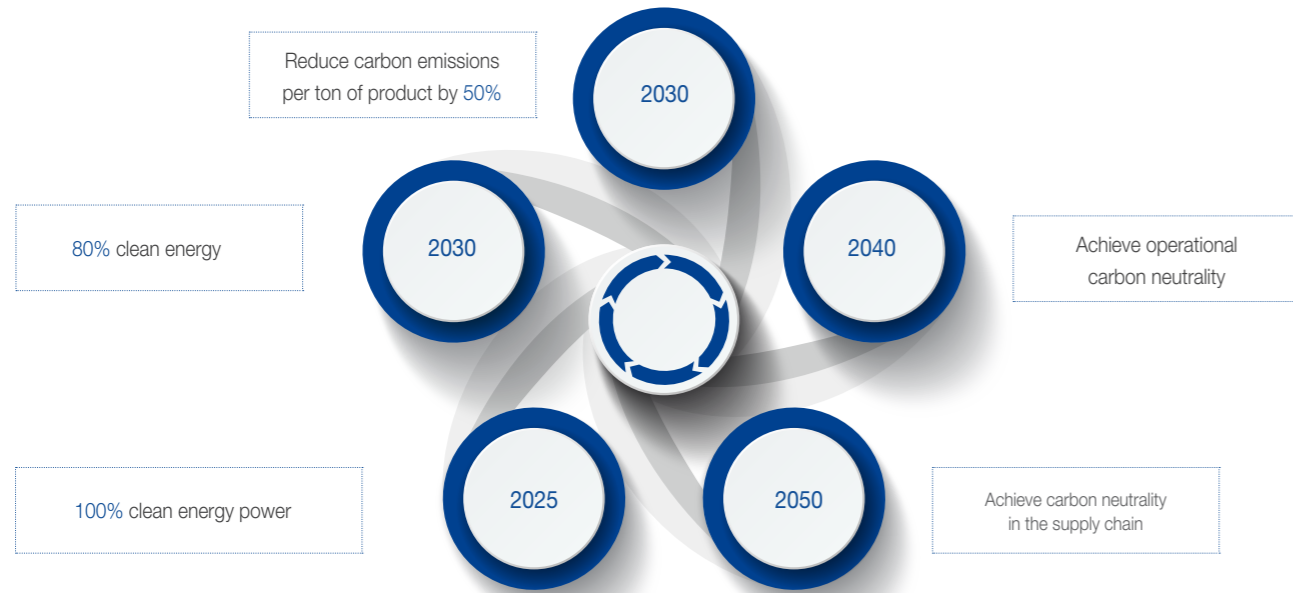 Reduce carbon emissions
per ton of product by 50%
2030
80% clean energy
2030
2040
Achieve operational
carbon neutrality
100% clean energy power
2025
2050
Achieve carbon neutrality
in the supply chain